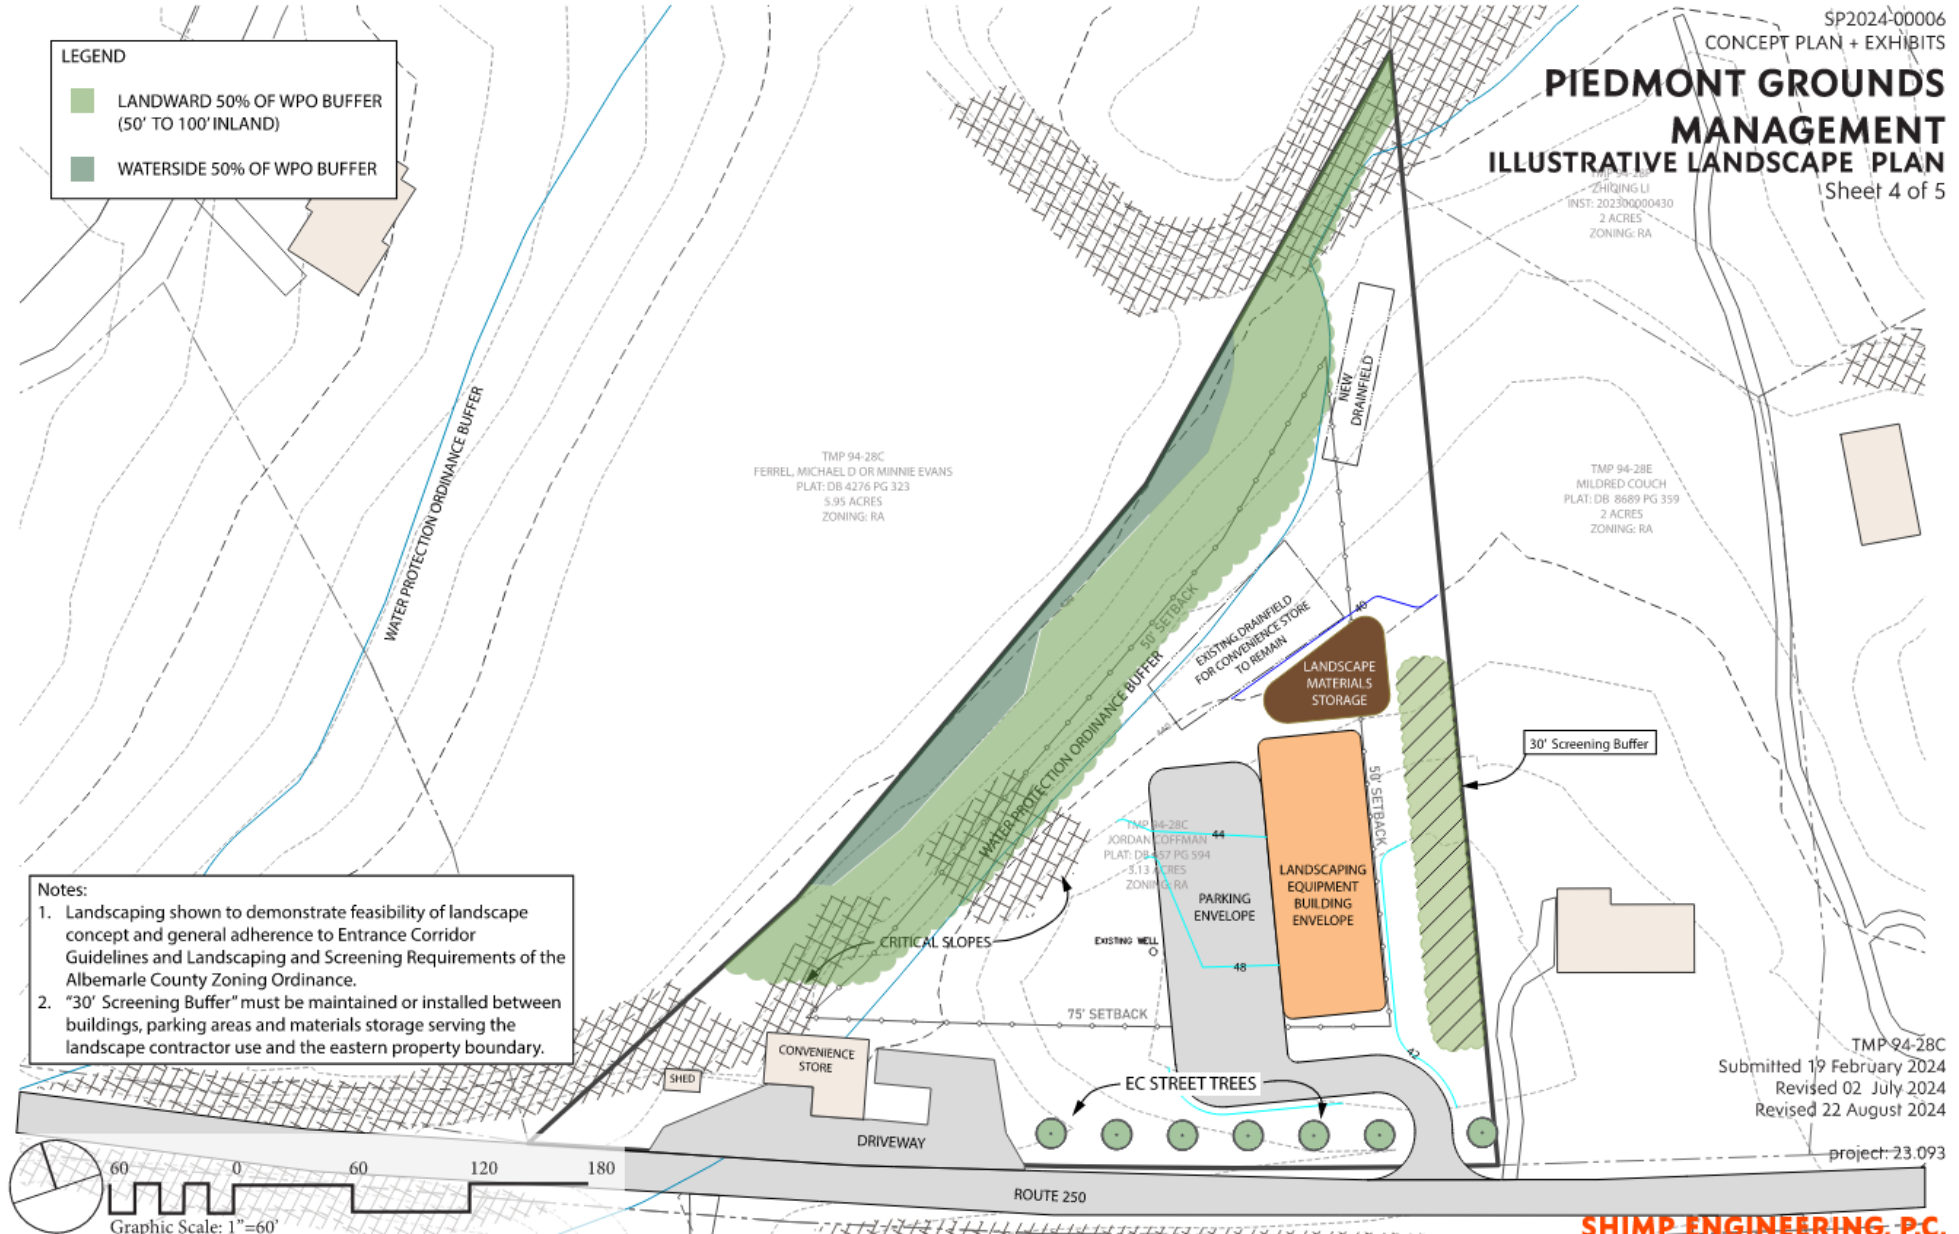 LEGEND
LANDWARD 50% OF WPO BUFFER
(50' TO 100' INLAND)
WATERSIDE 50% OF WPO BUFFER
SP2024-00006
CONCEPT PLAN + EXHIBITS
PIEDMONT GROUNDS
MANAGEMENT
ILLUSTRATIVE LANDSCAPE PLAN
Sheet 4 of 5
ZHIQING LI
INST: 202300000430
2 ACRES
ZONING: RA
WATER PROTECTION ORDINANCE BUFFER
TMP 94-28C
FERREL, MICHAEL D OR MINNIE EVANS
PLAT: DB 4276 PG 323
5.95 ACRES
ZONING: RA
NEW
DRAINFIELD
TMP 94-28E
MILDRED COUCH
PLAT: DB 8689 PG 359
2 ACRES
ZONING: RA
50' SETBACK
EXISTING DRAINFIELD
FOR CONVENIENCE STORE
TO REMAIN
40
LANDSCAPE
MATERIALS
STORAGE
WATER PROTECTION ORDINANCE BUFFER
30' Screening Buffer
50' SETBACK
TMP 94-28C
JORDAN COFFMAN
PLAT: DB 657 PG 594
3.13 ACRES
ZONING: RA
44
PARKING
ENVELOPE
LANDSCAPING
EQUIPMENT
BUILDING
ENVELOPE
EXISTING WELL
48
CRITICAL SLOPES
75' SETBACK
42
Notes:
1. Landscaping shown to demonstrate feasibility of landscape
concept and general adherence to Entrance Corridor
Guidelines and Landscaping and Screening Requirements of the
Albemarle County Zoning Ordinance.
2. "30' Screening Buffer" must be maintained or installed between
buildings, parking areas and materials storage serving the
landscape contractor use and the eastern property boundary.
CONVENIENCE
STORE
SHED
EC STREET TREES
DRIVEWAY
ROUTE 250
TMP 94-28C
Submitted 19 February 2024
Revised 02 July 2024
Revised 22 August 2024
project: 23.093
60 0 60 120 180
Graphic Scale: 1"=60'
SHIMP ENGINEERING, P.C.